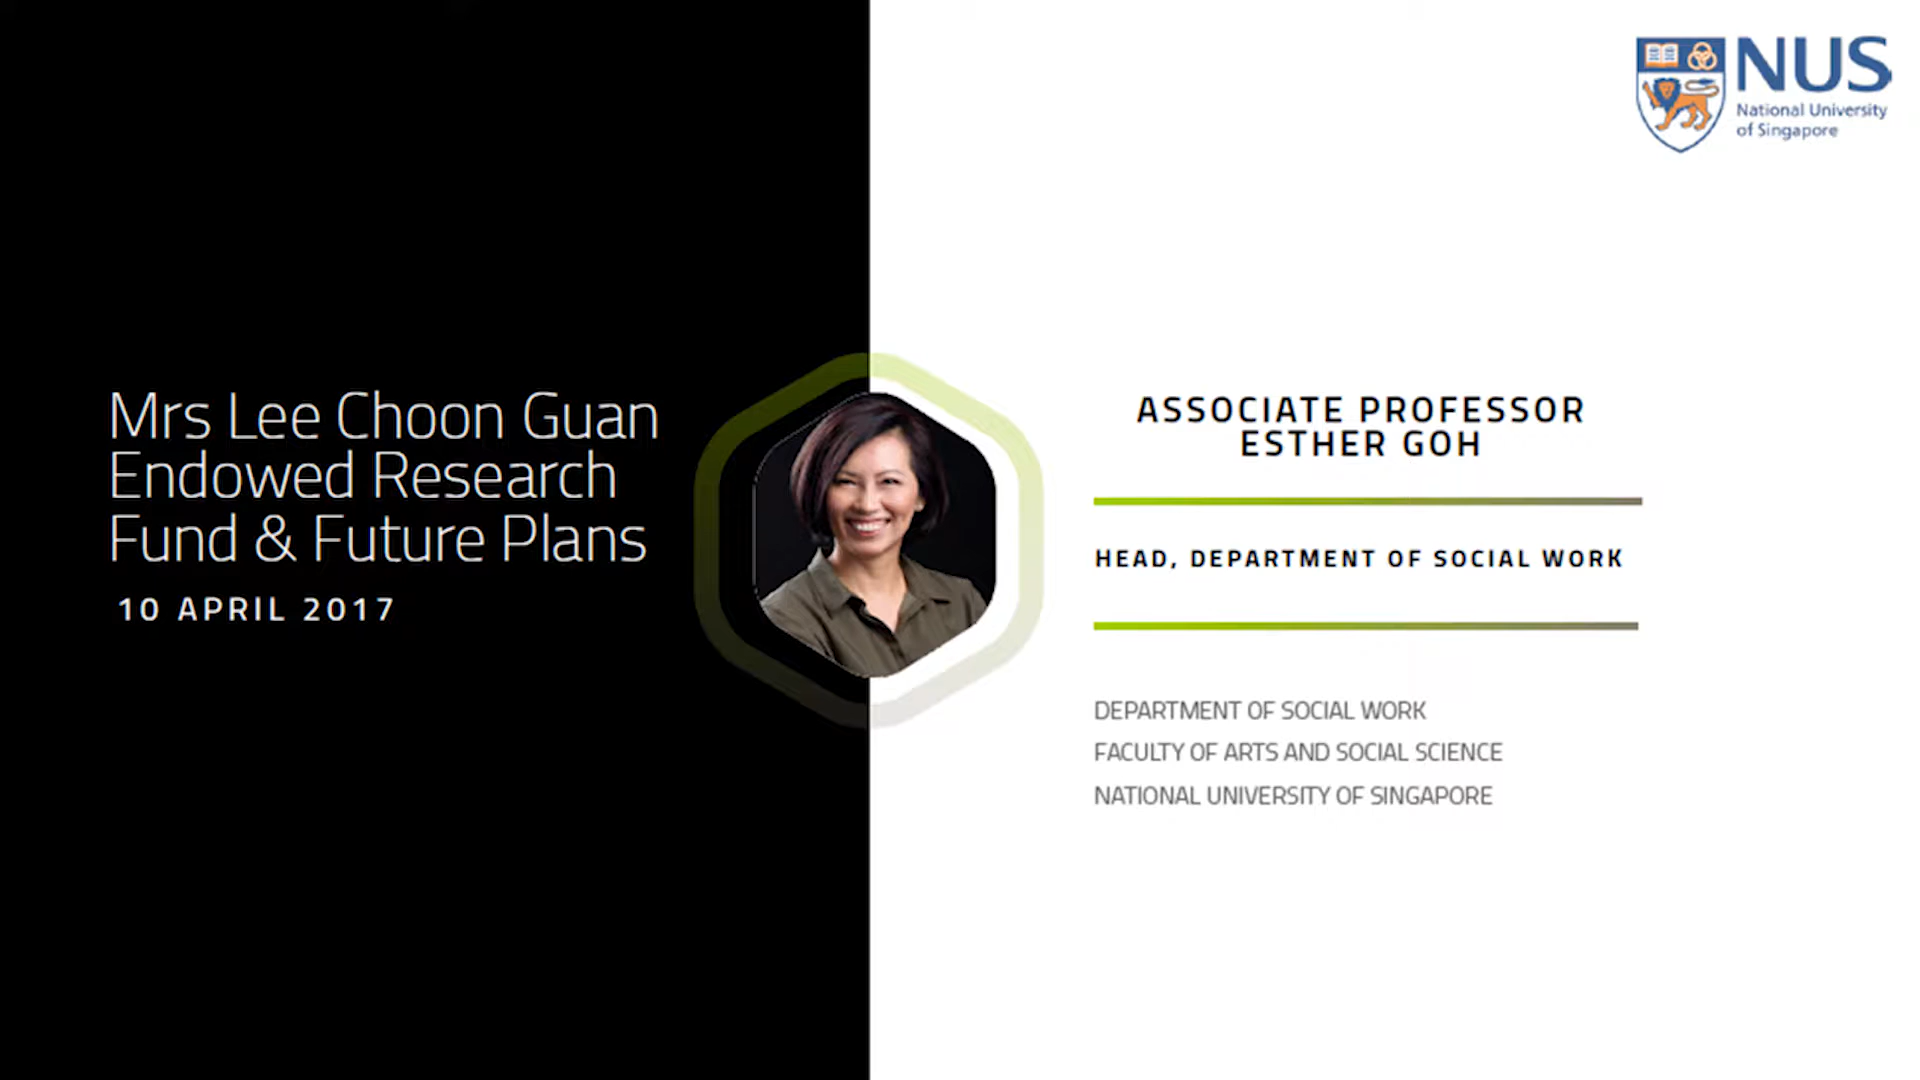 NUS
National University
of Singapore
Mrs Lee Choon Guan
Endowed Research
Fund & Future Plans
10 APRIL 2017
ASSOCIATE PROFESSOR
ESTHER GOH
HEAD, DEPARTMENT OF SOCIAL WORK
DEPARTMENT OF SOCIAL WORK
FACULTY OF ARTS AND SOCIAL SCIENCE
NATIONAL UNIVERSITY OF SINGAPORE